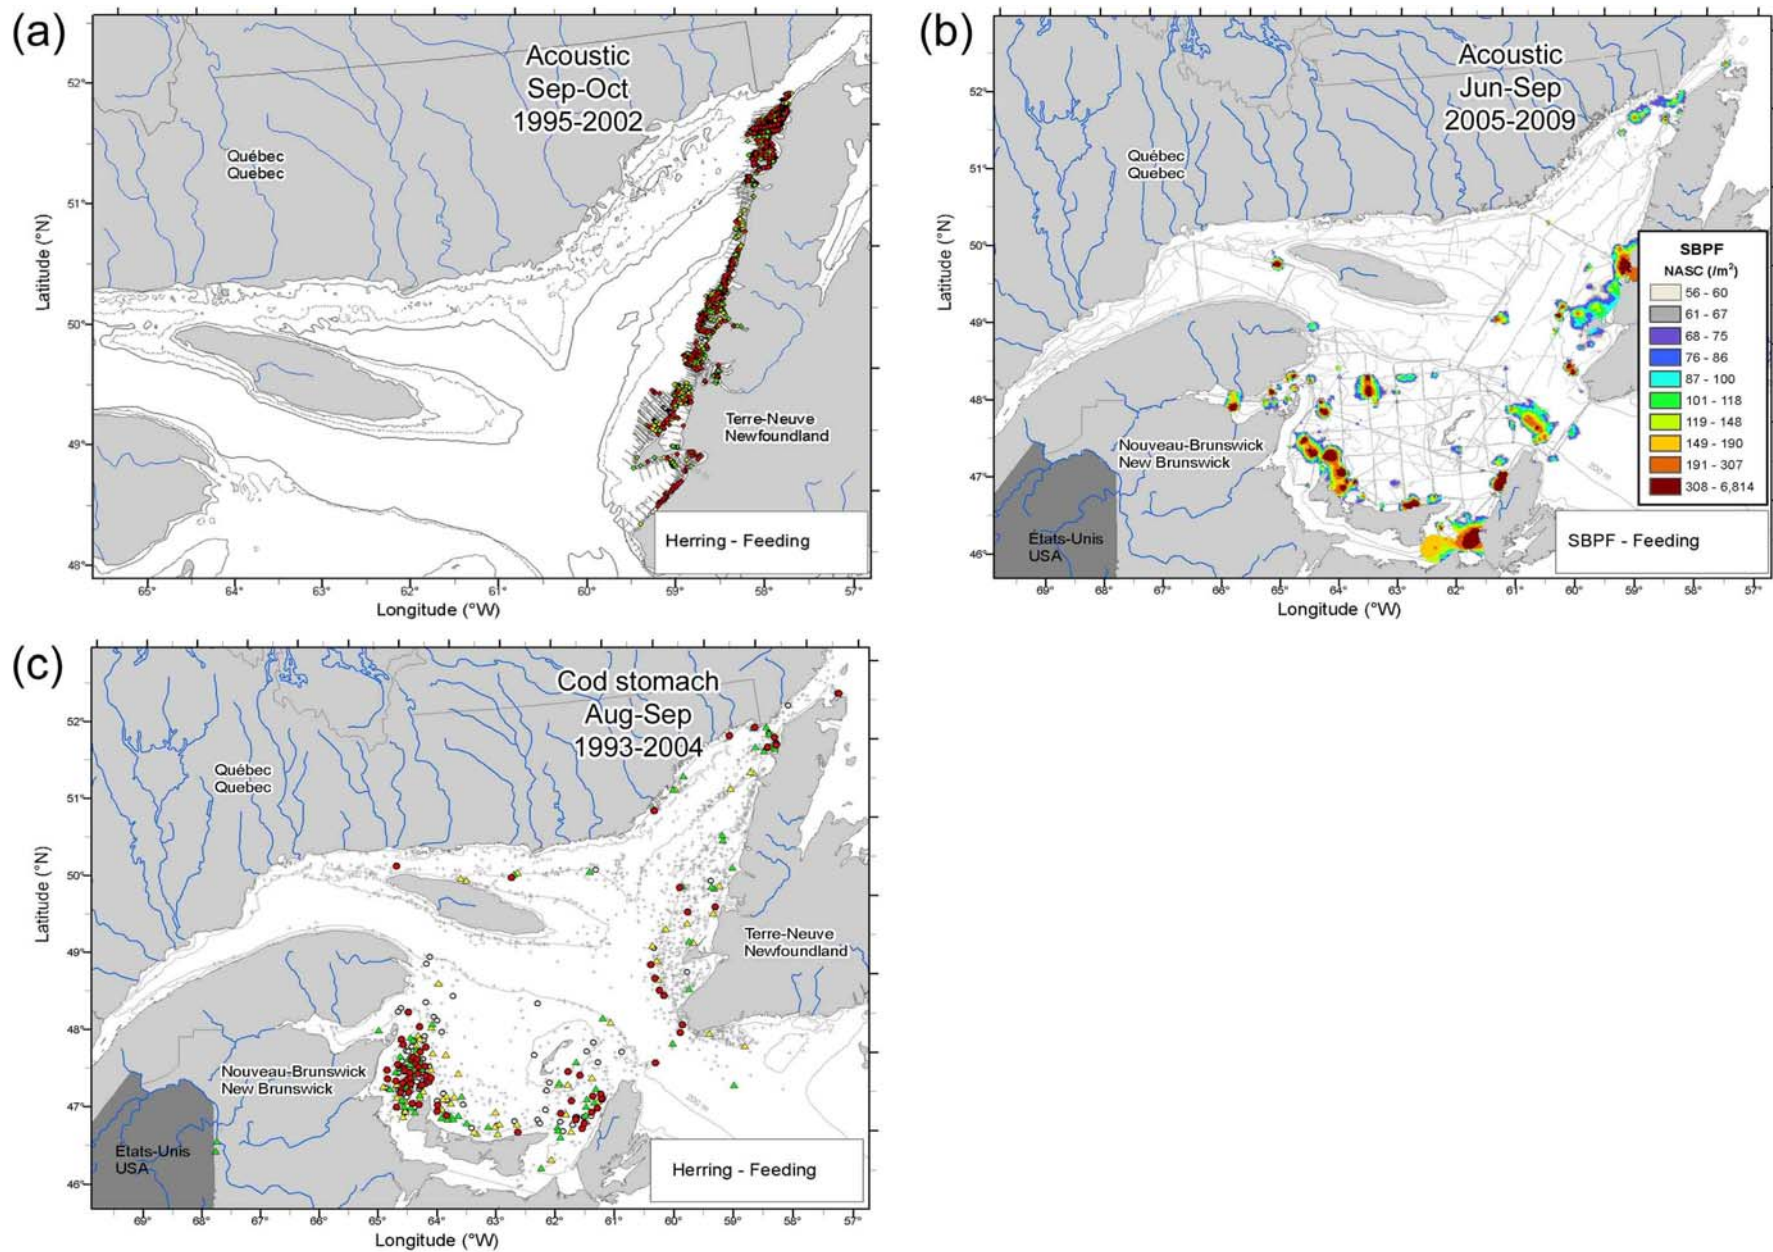 (a)
Acoustic
Sep-Oct
1995-2002
Québec
Quebec
Terre-Neuve
Newfoundland
Herring - Feeding
52°
51°
50°
49°
48°
Latitude (°N)
65° 64° 63° 62° 61° 60° 59° 58° 57°
Longitude (°W)
(b)
Acoustic
Jun-Sep
2005-2009
Québec
Quebec
Nouveau-Brunswick
New Brunswick
États-Unis
USA
SBPF
NASC (/m²)
56 - 60
61 - 67
68 - 75
76 - 86
87 - 100
101 - 118
119 - 148
149 - 190
191 - 307
308 - 6,814
200 m
SBPF - Feeding
52°
51°
50°
49°
48°
47°
46°
Latitude (°N)
69° 68° 67° 66° 65° 64° 63° 62° 61° 60° 59° 58° 57°
Longitude (°W)
(c)
Cod stomach
Aug-Sep
1993-2004
Québec
Quebec
Terre-Neuve
Newfoundland
Nouveau-Brunswick
New Brunswick
États-Unis
USA
200 m
Herring - Feeding
52°
51°
50°
49°
48°
47°
46°
Latitude (°N)
69° 68° 67° 66° 65° 64° 63° 62° 61° 60° 59° 58° 57°
Longitude (°W)